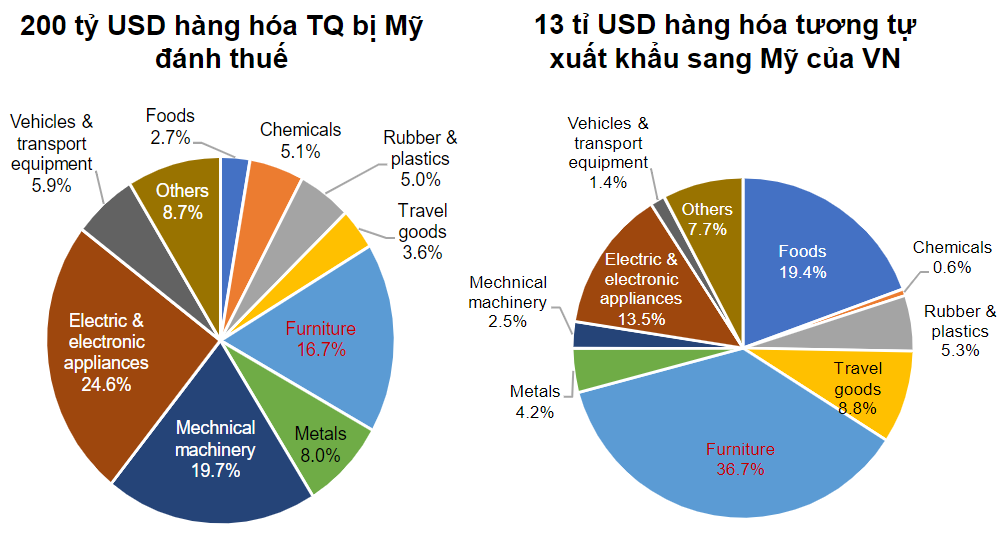 200 tỷ USD hàng hóa TQ bị Mỹ
đánh thuế
Foods
2.7%
Chemicals
5.1%
Rubber &
plastics
5.0%
Travel
goods
3.6%
Furniture
16.7%
Metals
8.0%
Mechnical
machinery
19.7%
Electric &
electronic
appliances
24.6%
Vehicles &
transport
equipment
5.9%
Others
8.7%
13 tỉ USD hàng hóa tương tự
xuất khẩu sang Mỹ của VN
Foods
19.4%
Chemicals
0.6%
Rubber &
plastics
5.3%
Travel
goods
8.8%
Furniture
36.7%
Metals
4.2%
Mechnical
machinery
2.5%
Electric &
electronic
appliances
13.5%
Vehicles &
transport
equipment
1.4%
Others
7.7%